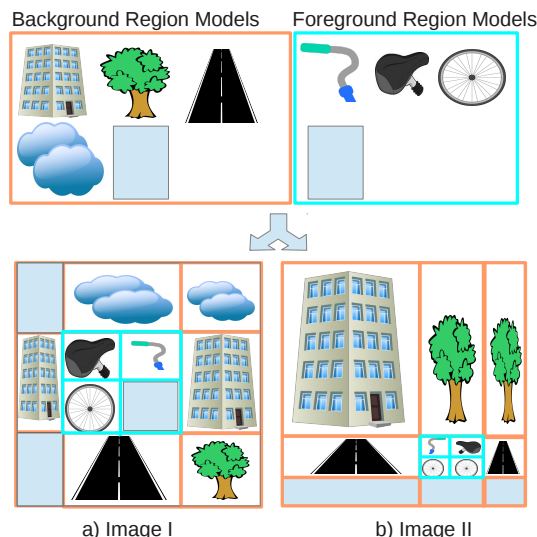 Background Region Models
Foreground Region Models
a) Image I
b) Image II